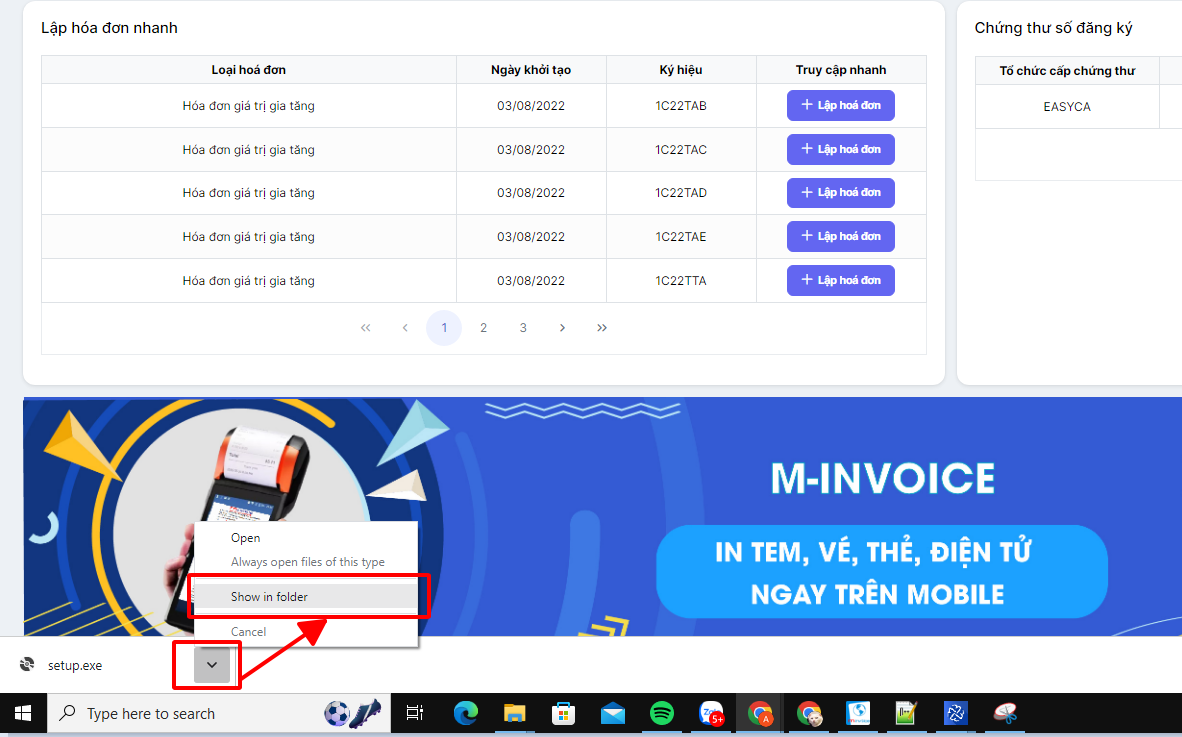 Lập hóa đơn nhanh
Chứng thư số đăng ký
Loại hoá đơn Ngày khởi tạo Ký hiệu Truy cập nhanh
Tổ chức cấp chứng thư
Hóa đơn giá trị gia tăng 03/08/2022 1C22TAB + Lập hoá đơn
EASYCA
Hóa đơn giá trị gia tăng 03/08/2022 1C22TAC + Lập hoá đơn
Hóa đơn giá trị gia tăng 03/08/2022 1C22TAD + Lập hoá đơn
Hóa đơn giá trị gia tăng 03/08/2022 1C22TAE + Lập hoá đơn
Hóa đơn giá trị gia tăng 03/08/2022 1C22TTA + Lập hoá đơn
« ‹ 1 2 3 › »
M-INVOICE
IN TEM, VÉ, THẺ, ĐIỆN TỬ
NGAY TRÊN MOBILE
Open
Always open files of this type
Show in folder
Cancel
setup.exe
Type here to search
5+
A